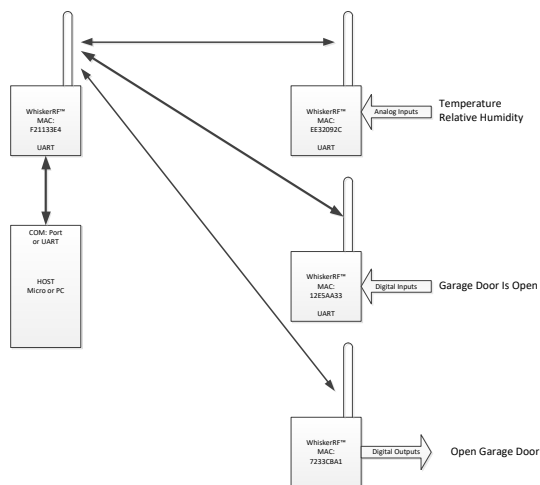 WhiskerRF™
MAC:
F21133E4
UART
COM: Port
or UART
HOST
Micro or PC
WhiskerRF™
MAC:
EE32092C
UART
Analog Inputs
Temperature
Relative Humidity
WhiskerRF™
MAC:
12E5AA33
UART
Digital Inputs
Garage Door Is Open
WhiskerRF™
MAC:
7233CBA1
Digital Outputs
Open Garage Door